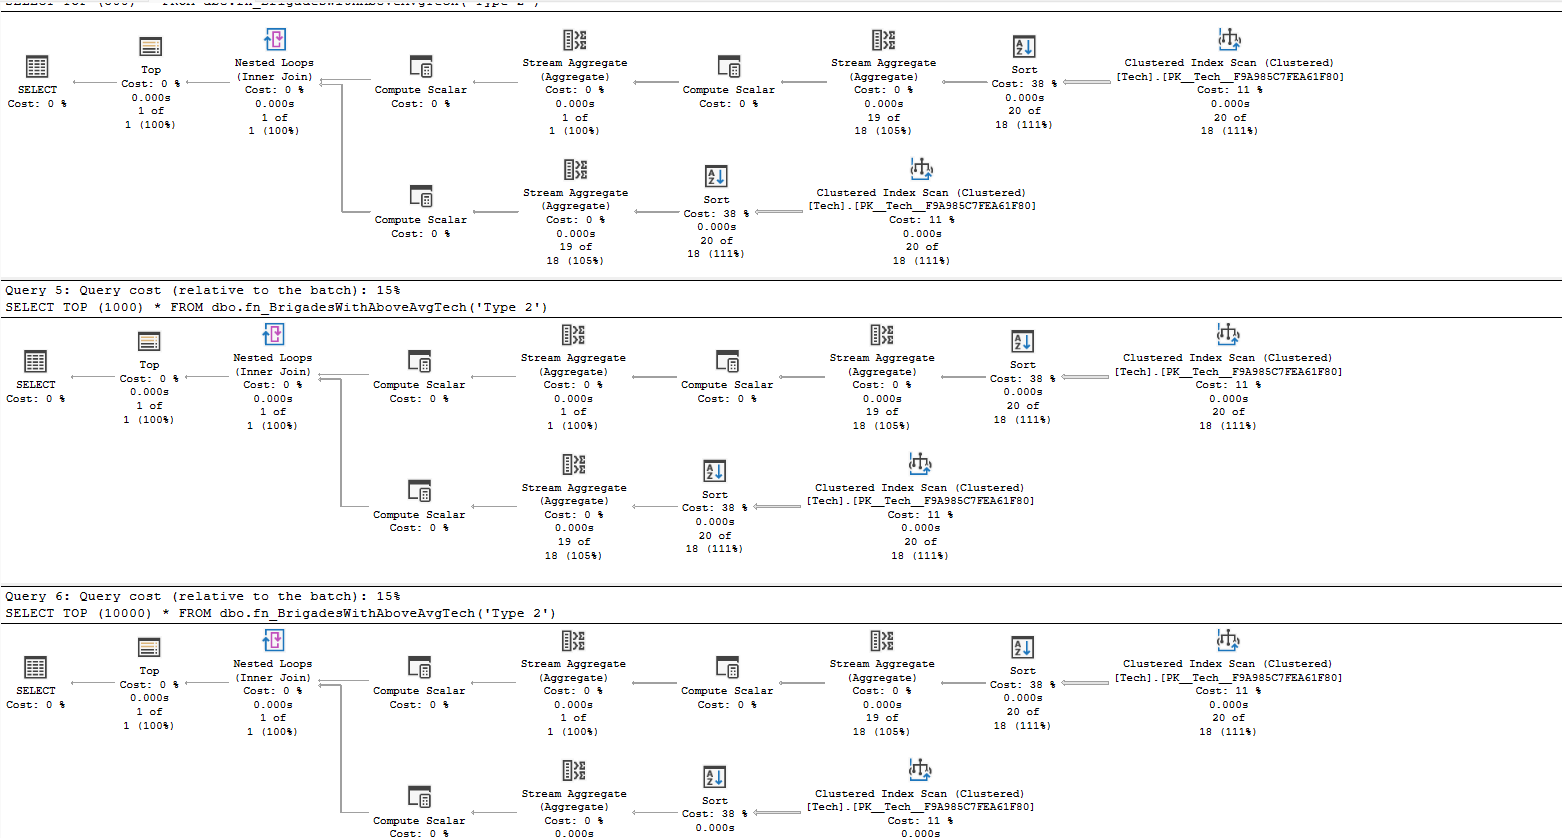 SELECT
Cost: 0 %
Top
Cost: 0 %
0.000s
1 of
1 (100%)
Nested Loops
(Inner Join)
Cost: 0 %
0.000s
1 of
1 (100%)
Compute Scalar
Cost: 0 %
Stream Aggregate
(Aggregate)
Cost: 0 %
0.000s
1 of
1 (100%)
Compute Scalar
Cost: 0 %
Stream Aggregate
(Aggregate)
Cost: 0 %
0.000s
19 of
18 (105%)
Sort
Cost: 38 %
0.000s
20 of
18 (111%)
Clustered Index Scan (Clustered)
[Tech].[PK__Tech__F9A985C7FEA61F80]
Cost: 11 %
0.000s
20 of
18 (111%)
Compute Scalar
Cost: 0 %
Stream Aggregate
(Aggregate)
Cost: 0 %
0.000s
19 of
18 (105%)
Sort
Cost: 38 %
0.000s
20 of
18 (111%)
Clustered Index Scan (Clustered)
[Tech].[PK__Tech__F9A985C7FEA61F80]
Cost: 11 %
0.000s
20 of
18 (111%)
Query 5: Query cost (relative to the batch): 15%
SELECT TOP (1000) * FROM dbo.fn_BrigadesWithAboveAvgTech('Type 2')
SELECT
Cost: 0 %
Top
Cost: 0 %
0.000s
1 of
1 (100%)
Nested Loops
(Inner Join)
Cost: 0 %
0.000s
1 of
1 (100%)
Compute Scalar
Cost: 0 %
Stream Aggregate
(Aggregate)
Cost: 0 %
0.000s
1 of
1 (100%)
Compute Scalar
Cost: 0 %
Stream Aggregate
(Aggregate)
Cost: 0 %
0.000s
19 of
18 (105%)
Sort
Cost: 38 %
0.000s
20 of
18 (111%)
Clustered Index Scan (Clustered)
[Tech].[PK__Tech__F9A985C7FEA61F80]
Cost: 11 %
0.000s
20 of
18 (111%)
Compute Scalar
Cost: 0 %
Stream Aggregate
(Aggregate)
Cost: 0 %
0.000s
19 of
18 (105%)
Sort
Cost: 38 %
0.000s
20 of
18 (111%)
Clustered Index Scan (Clustered)
[Tech].[PK__Tech__F9A985C7FEA61F80]
Cost: 11 %
0.000s
20 of
18 (111%)
Query 6: Query cost (relative to the batch): 15%
SELECT TOP (10000) * FROM dbo.fn_BrigadesWithAboveAvgTech('Type 2')
SELECT
Cost: 0 %
Top
Cost: 0 %
0.000s
1 of
1 (100%)
Nested Loops
(Inner Join)
Cost: 0 %
0.000s
1 of
1 (100%)
Compute Scalar
Cost: 0 %
Stream Aggregate
(Aggregate)
Cost: 0 %
0.000s
1 of
1 (100%)
Compute Scalar
Cost: 0 %
Stream Aggregate
(Aggregate)
Cost: 0 %
0.000s
19 of
18 (105%)
Sort
Cost: 38 %
0.000s
20 of
18 (111%)
Clustered Index Scan (Clustered)
[Tech].[PK__Tech__F9A985C7FEA61F80]
Cost: 11 %
0.000s
20 of
18 (111%)
Compute Scalar
Cost: 0 %
Stream Aggregate
(Aggregate)
Cost: 0 %
0.000s
Sort
Cost: 38 %
0.000s
Clustered Index Scan (Clustered)
[Tech].[PK__Tech__F9A985C7FEA61F80]
Cost: 11 %
0.000s